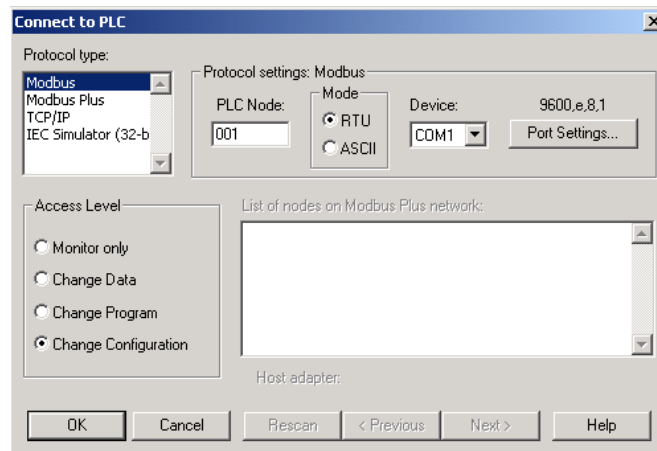 Connect to PLC
Protocol type:
Modbus
Modbus Plus
TCP/IP
IEC Simulator (32-b
Protocol settings: Modbus
PLC Node:
001
Mode
RTU
ASCII
Device:
COM1
9600,e,8,1
Port Settings...
Access Level
Monitor only
Change Data
Change Program
Change Configuration
List of nodes on Modbus Plus network:
Host adapter:
OK
Cancel
Rescan
< Previous
Next >
Help